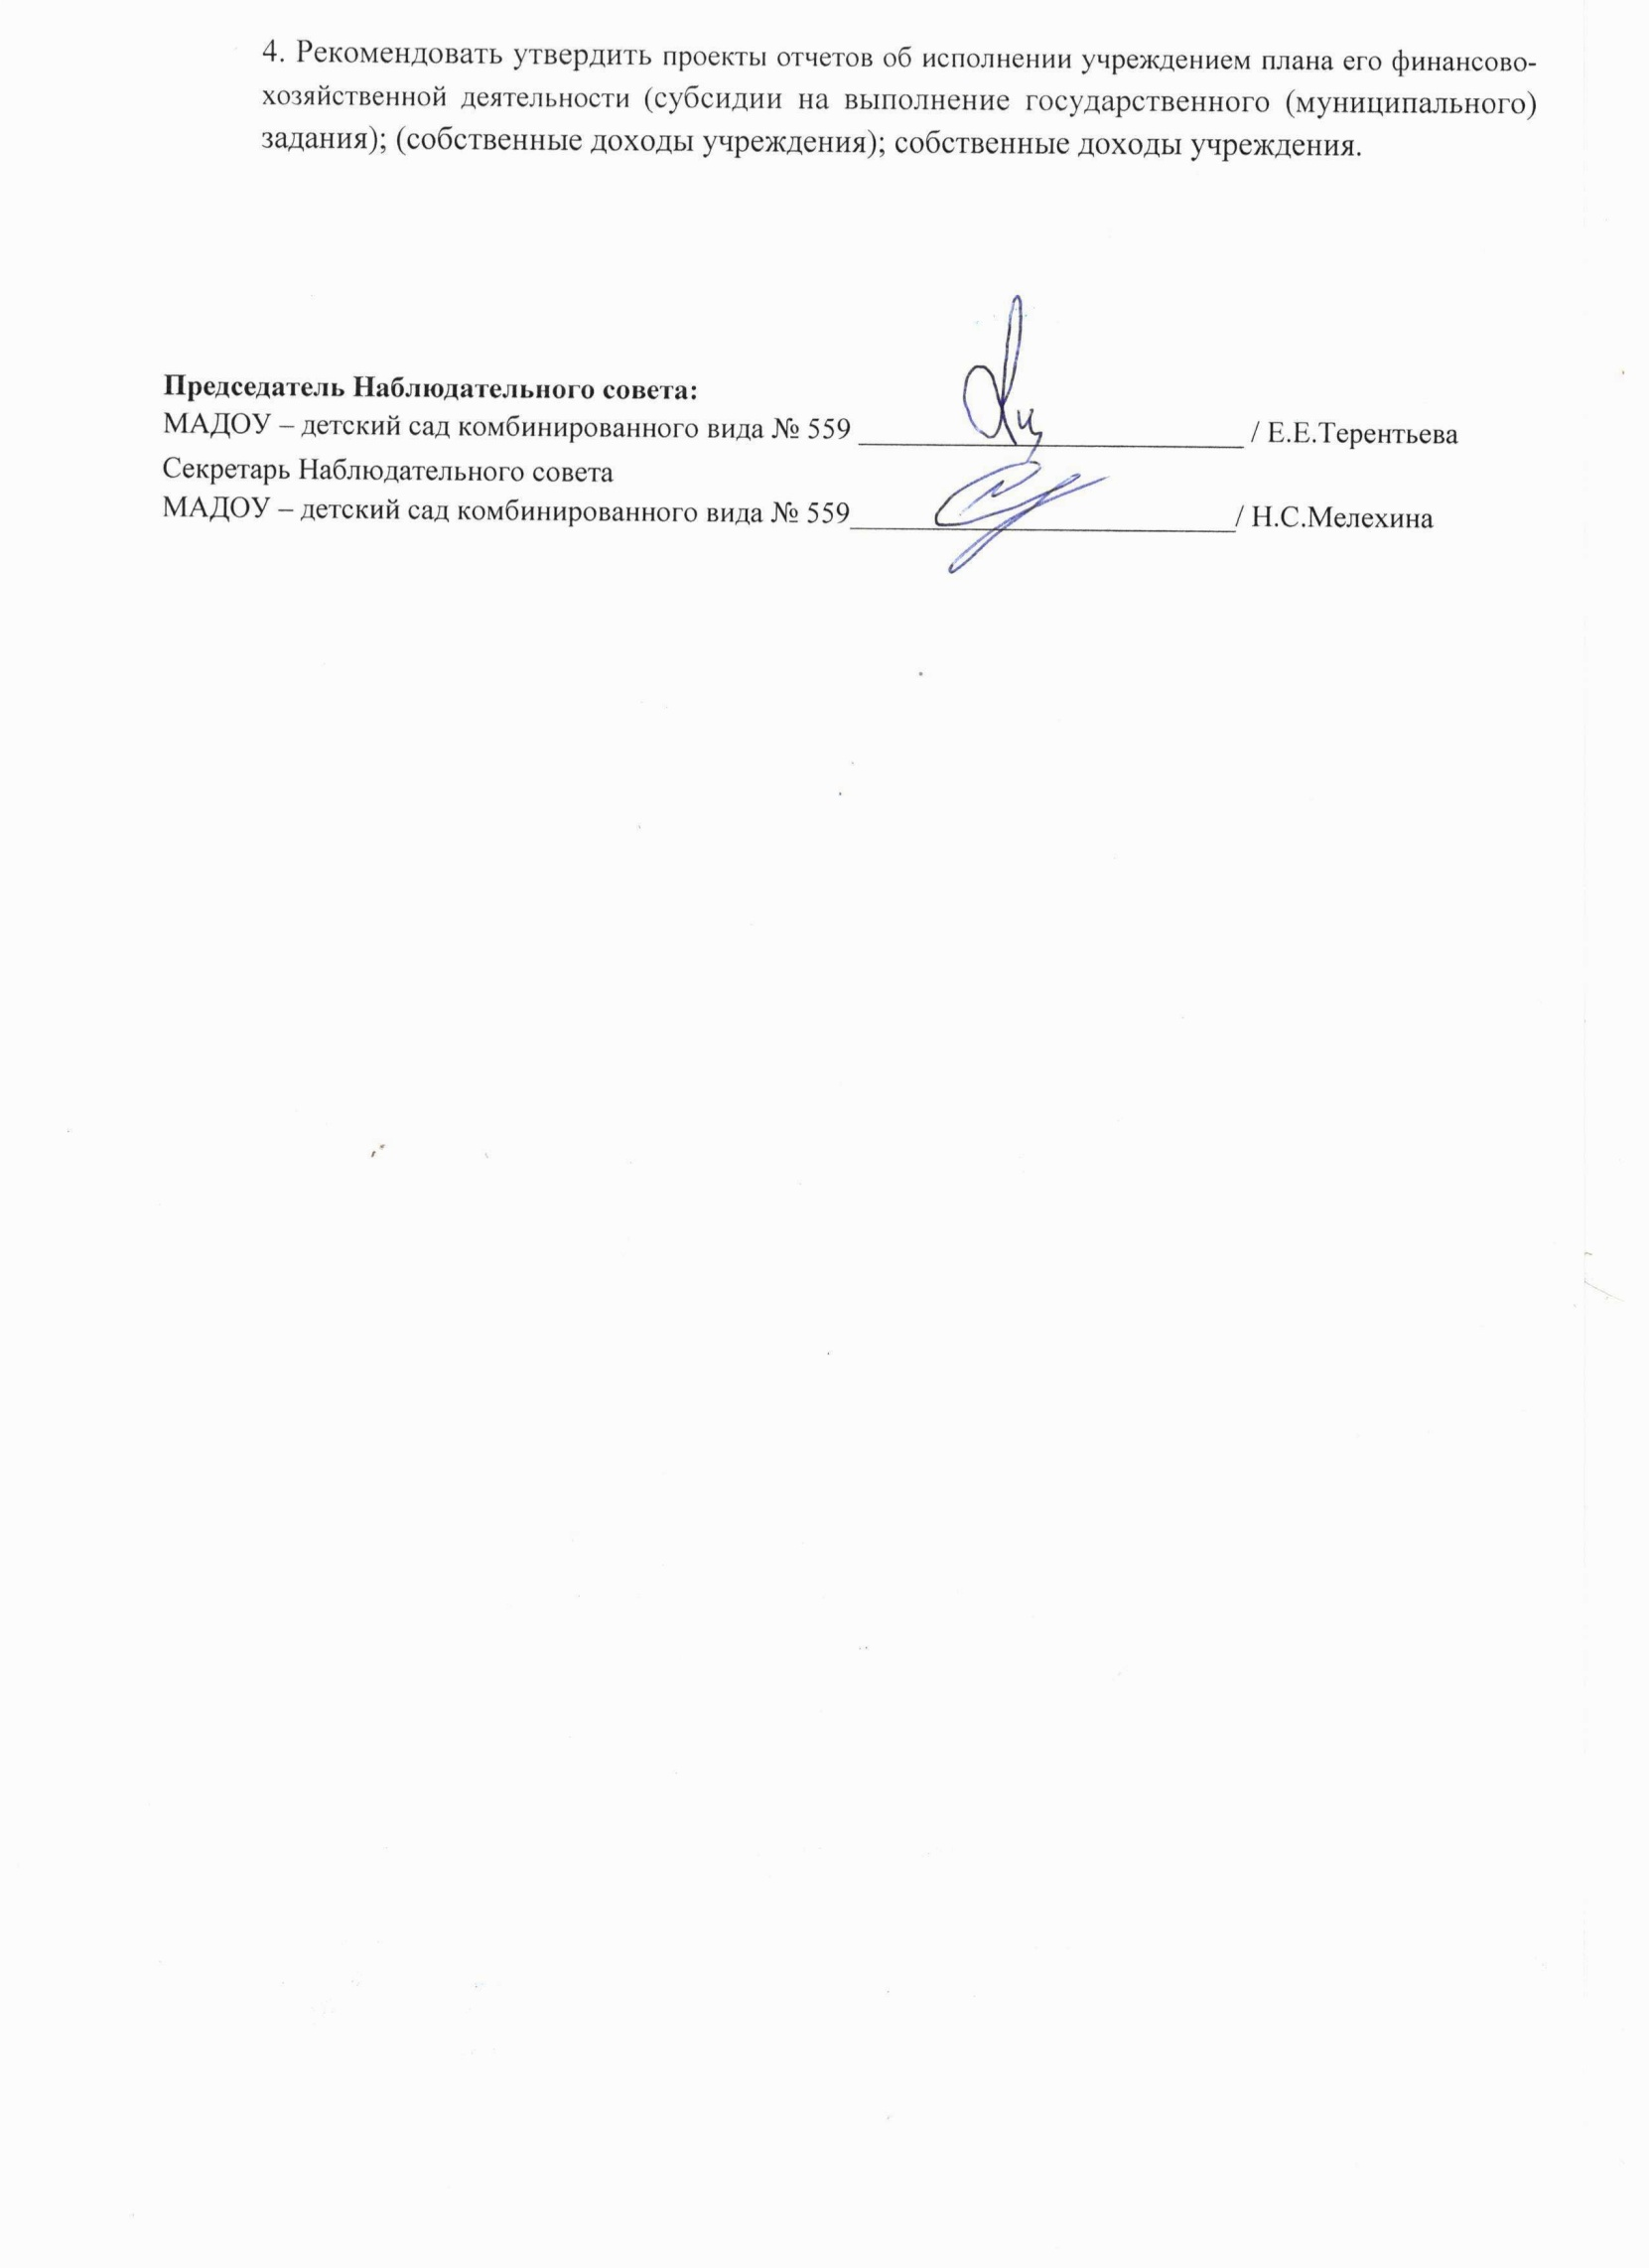 4. Рекомендовать утвердить проекты отчетов об исполнении учреждением плана его финансово-
хозяйственной деятельности (субсидии на выполнение государственного (муниципального)
задания); (собственные доходы учреждения); собственные доходы учреждения.
Председатель Наблюдательного совета:
МАДОУ – детский сад комбинированного вида № 559 ____________________________ / Е.Е.Терентьева
Секретарь Наблюдательного совета
МАДОУ – детский сад комбинированного вида № 559____________________________/ Н.С.Мелехина